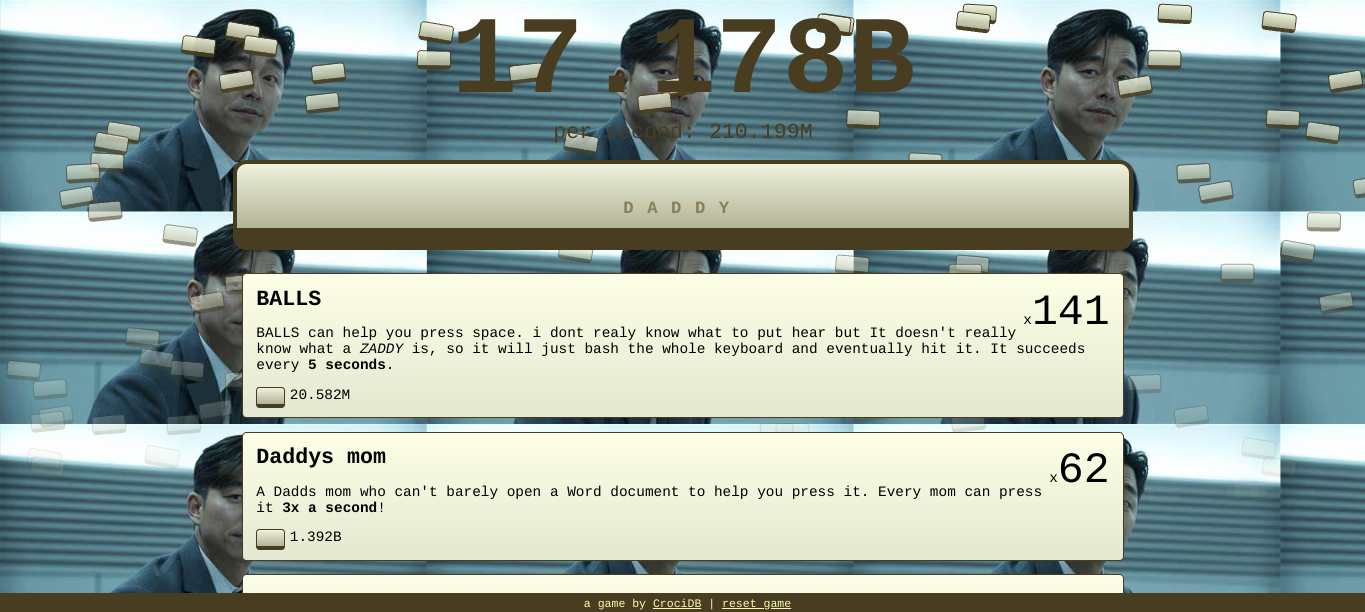 17.178B
per second: 210.199M
DADDY
BALLS
x141
BALLS can help you press space. i dont realy know what to put hear but It doesn't really
know what a ZADDY is, so it will just bash the whole keyboard and eventually hit it. It succeeds
every 5 seconds.
20.582M
Daddys mom
x62
A Dadds mom who can't barely open a Word document to help you press it. Every mom can press
it 3x a second!
1.392B
a game by CrociDB | reset game